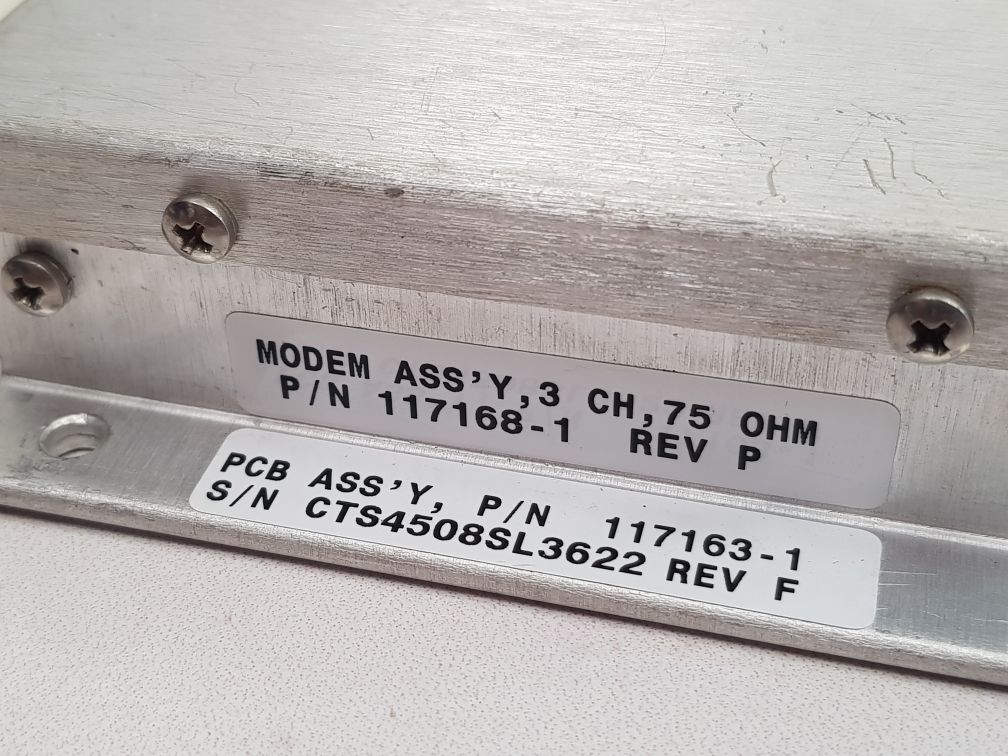 MODEM ASS'Y,3 CH,75 OHM
P/N 117168-1 REV P
PCB ASS'Y, P/N 117163-1
S/N CTS4508SL3622 REV F